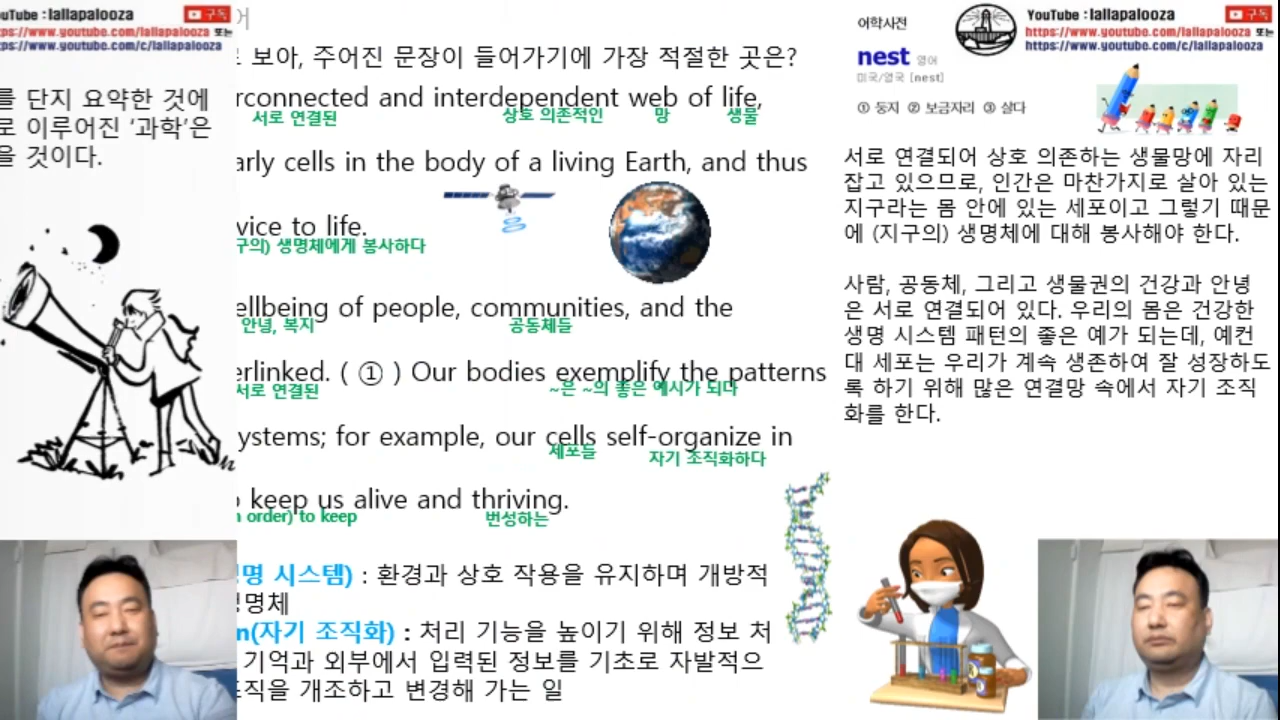 uTube : lallapalooza 구독
ps://www.youtube.com/lallapalooza 또는
ps://www.youtube.com/c/lallapalooza
를 단지 요약한 것에
로 이루어진 ‘과학’은
을 것이다.
어
보아, 주어진 문장이 들어가기에 가장 적절한 곳은?
rconnected and interdependent web of life,
서로 연결된 상호 의존적인 망 생물
arly cells in the body of a living Earth, and thus
vice to life.
구의) 생명체에게 봉사하다
ellbeing of people, communities, and the
안녕, 복지 공동체들
erlinked. ( ① ) Our bodies exemplify the patterns
서로 연결된 ~은 ~의 좋은 예시가 되다
ystems; for example, our cells self-organize in
세포들 자기 조직화하다
keep us alive and thriving.
n order) to keep 번성하는
명 시스템) : 환경과 상호 작용을 유지하며 개방적
명체
n(자기 조직화) : 처리 기능을 높이기 위해 정보 처
기억과 외부에서 입력된 정보를 기초로 자발적으
조직을 개조하고 변경해 가는 일
어학사전
nest 영어
미국/영국 [nest]
① 둥지 ② 보금자리 ③ 살다
YouTube : lallapalooza 구독
https://www.youtube.com/lallapalooza 또는
https://www.youtube.com/c/lallapalooza
서로 연결되어 상호 의존하는 생물망에 자리
잡고 있으므로, 인간은 마찬가지로 살아 있는
지구라는 몸 안에 있는 세포이고 그렇기 때문
에 (지구의) 생명체에 대해 봉사해야 한다.
사람, 공동체, 그리고 생물권의 건강과 안녕
은 서로 연결되어 있다. 우리의 몸은 건강한
생명 시스템 패턴의 좋은 예가 되는데, 예컨
대 세포는 우리가 계속 생존하여 잘 성장하도
록 하기 위해 많은 연결망 속에서 자기 조직
화를 한다.